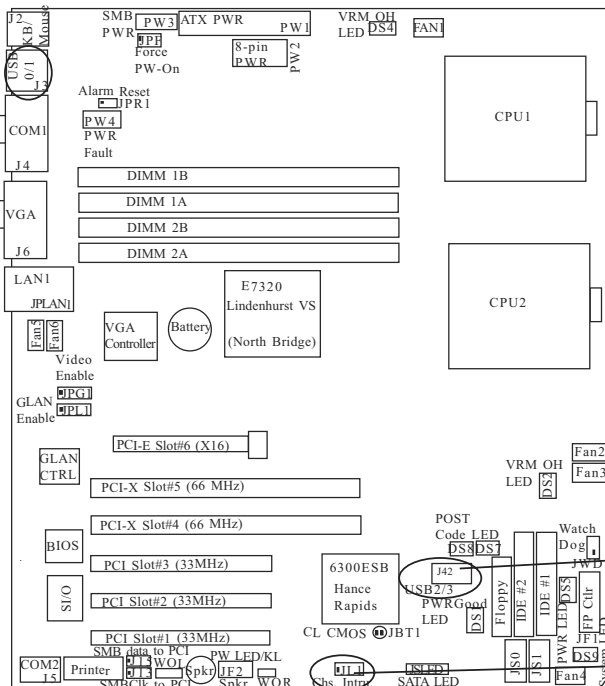 J2
KB/
Mouse
USB
0/1
J3
COM1
J4
VGA
J6
LAN1
JPLAN1
Fan5
Fan6
SMB
PWR
PW3
ATX PWR
PW1
JPF
Force
PW-On
8-pin
PWR
PW2
VRM OH
LED
DS4
FAN1
Alarm Reset
JPR1
PW4
PWR
Fault
CPU1
DIMM 1B
DIMM 1A
DIMM 2B
DIMM 2A
CPU2
E7320
Lindenhurst VS
(North Bridge)
VGA
Controller
Battery
Video
Enable
JPG1
GLAN
Enable
JPL1
PCI-E Slot#6 (X16)
GLAN
CTRL
PCI-X Slot#5 (66 MHz)
PCI-X Slot#4 (66 MHz)
BIOS
PCI Slot#3 (33MHz)
SI/O
PCI Slot#2 (33MHz)
PCI Slot#1 (33MHz)
Fan2
Fan3
VRM OH
LED
DS2
POST
Code LED
DS8
DS7
Watch
Dog
JWD
J42
USB2/3
6300ESB
Hance
Rapids
PWRGood
LED
DS1
Floppy
IDE #2
IDE #1
DS5
PWR LED
FP Ctlr
JF1
CL CMOS
JBT1
SMB data to PCI
J15
WOL
J13
SMBClk to PCI
COM2
J5
Printer
Spkr
PW LED/KL
JF2
Spkr
WOR
JL1
Chs. Intru
JSLED
SATA LED
JS0
JS1
DS9
Fan4